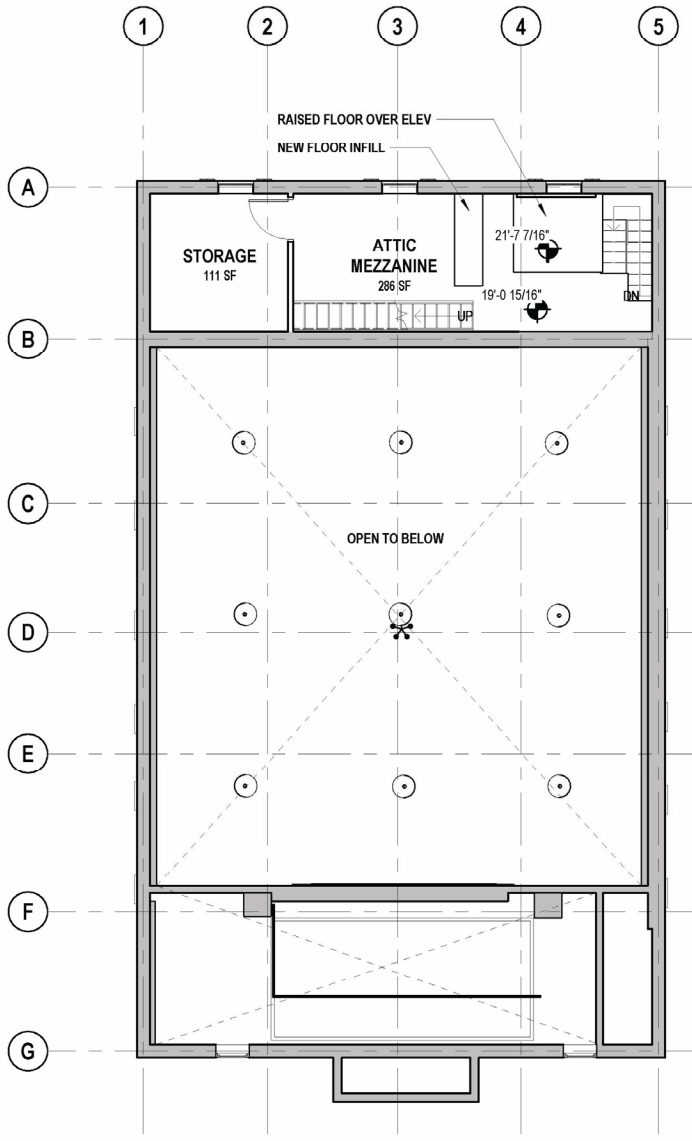 1
2
3
4
5
RAISED FLOOR OVER ELEV
NEW FLOOR INFILL
A
STORAGE
111 SF
ATTIC
MEZZANINE
286 SF
21'-7 7/16"
19'-0 15/16"
UP
DN
B
C
OPEN TO BELOW
D
E
F
G